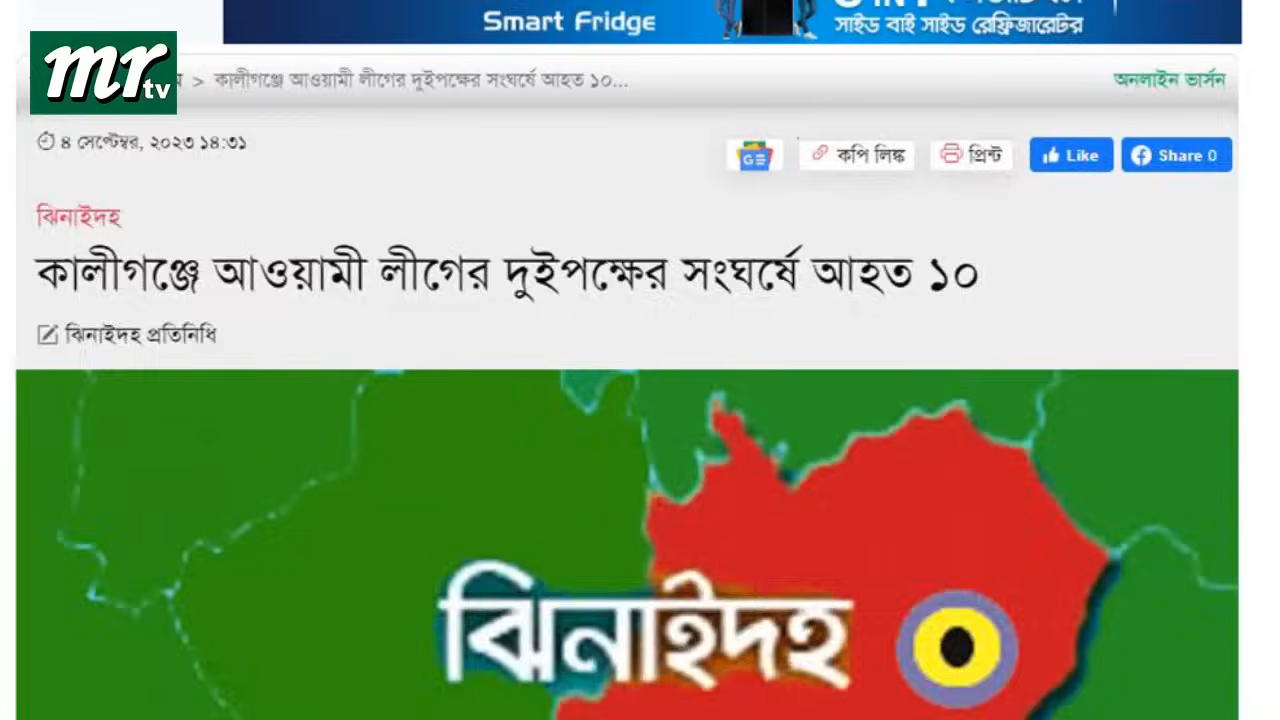 Smart Fridge
সাইড বাই সাইড রেফ্রিজারেটর
mr tv
> কালীগঞ্জে আওয়ামী লীগের দুইপক্ষের সংঘর্ষে আহত ১০...
অনলাইন ভার্সন
৪ সেপ্টেম্বর, ২০২৩ ১৪:৩১
GE
কপি লিঙ্ক
প্রিন্ট
Like
Share 0
ঝিনাইদহ
কালীগঞ্জে আওয়ামী লীগের দুইপক্ষের সংঘর্ষে আহত ১০
ঝিনাইদহ প্রতিনিধি
ঝিনাইদহ